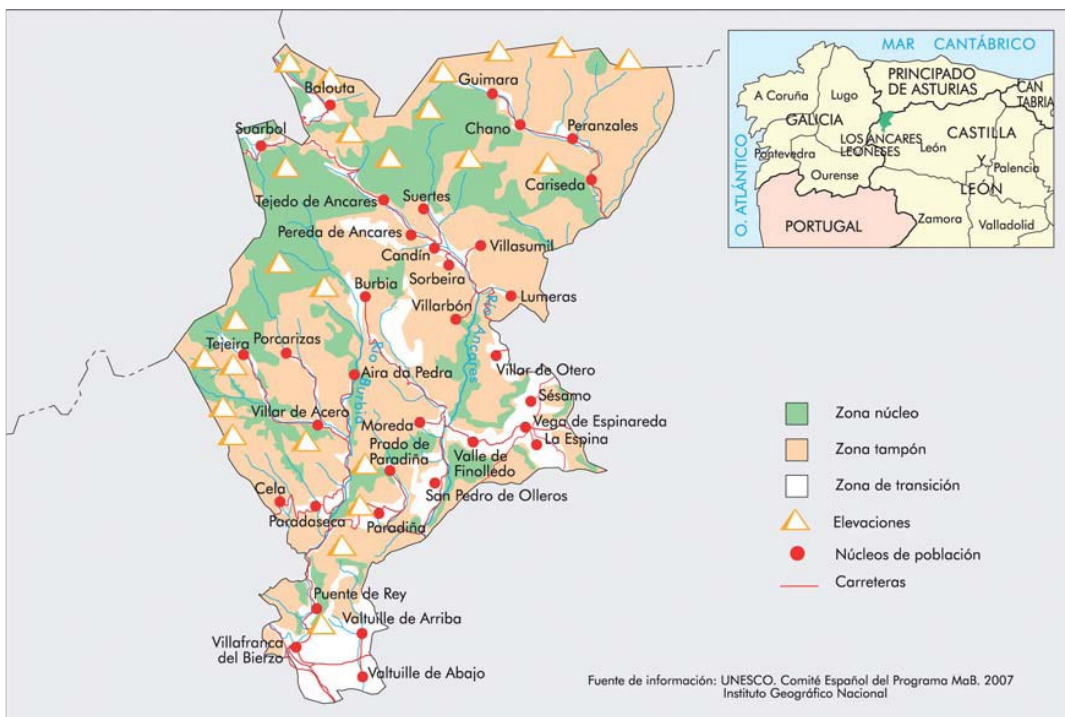 Balouta
Guimara
Suarbol
Chano
Peranzales
Cariseda
Tejedo de Ancares
Suertes
Pereda de Ancares
Candín
Villasumil
Sorbeira
Burbia
Lumeras
Villarbón
Río Ancares
Tejeira
Porcarizas
Río Burbia
Villar de Otero
Aira da Pedra
Sésamo
Villar de Acero
Moreda
Vega de Espinareda
La Espina
Prado de
Paradiña
Valle de
Finolledo
Cela
San Pedro de Olleros
Paradaseca
Paradiña
Puente de Rey
Valtuille de Arriba
Villafranca
del Bierzo
Valtuille de Abajo
MAR CANTÁBRICO
PRINCIPADO
DE ASTURIAS
CAN
TABRIA
A Coruña
Lugo
GALICIA
LOS ANCARES
LEONESES
León
CASTILLA
Y
LEÓN
Palencia
Pontevedra
Ourense
O. ATLÁNTICO
PORTUGAL
Zamora
Valladolid
Zona núcleo
Zona tampón
Zona de transición
Elevaciones
Núcleos de población
Carreteras
Fuente de información: UNESCO. Comité Español del Programa MaB. 2007
Instituto Geográfico Nacional